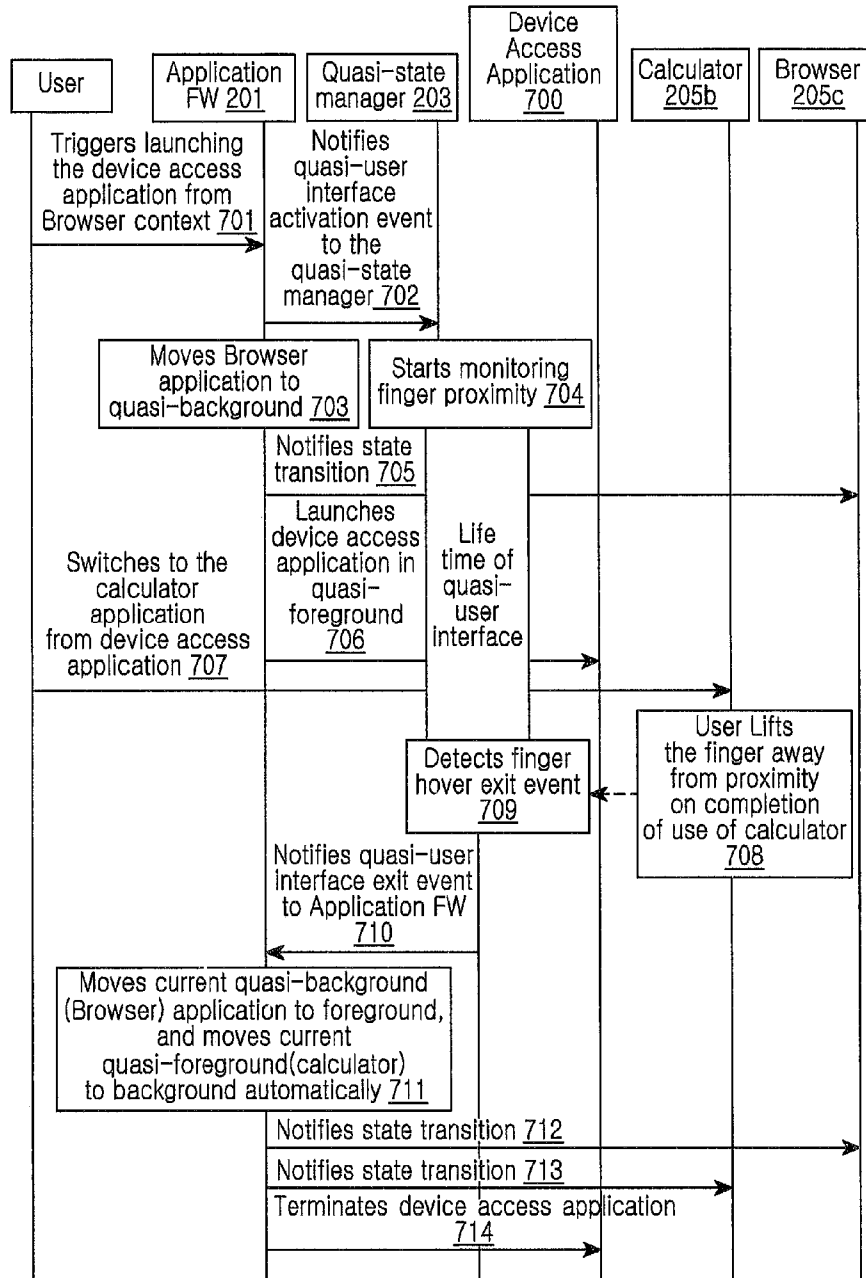 User
Application
FW 201
Quasi-state
manager 203
Device
Access
Application
700
Calculator
205b
Browser
205c
Triggers launching
the device access
application from
Browser context 701
Notifies
quasi-user
interface
activation event
to the
quasi-state
manager 702
Moves Browser
application to
quasi-background 703
Starts monitoring
finger proximity 704
Notifies state
transition 705
Launches
device access
application in
quasi-
foreground
706
Life
time of
quasi-
user
interface
Switches to the
calculator
application
from device access
application 707
User Lifts
the finger away
from proximity
on completion
of use of calculator
708
Detects finger
hover exit event
709
Notifies quasi-user
interface exit event
to Application FW
710
Moves current quasi-background
(Browser) application to foreground,
and moves current
quasi-foreground(calculator)
to background automatically 711
Notifies state transition 712
Notifies state transition 713
Terminates device access application
714